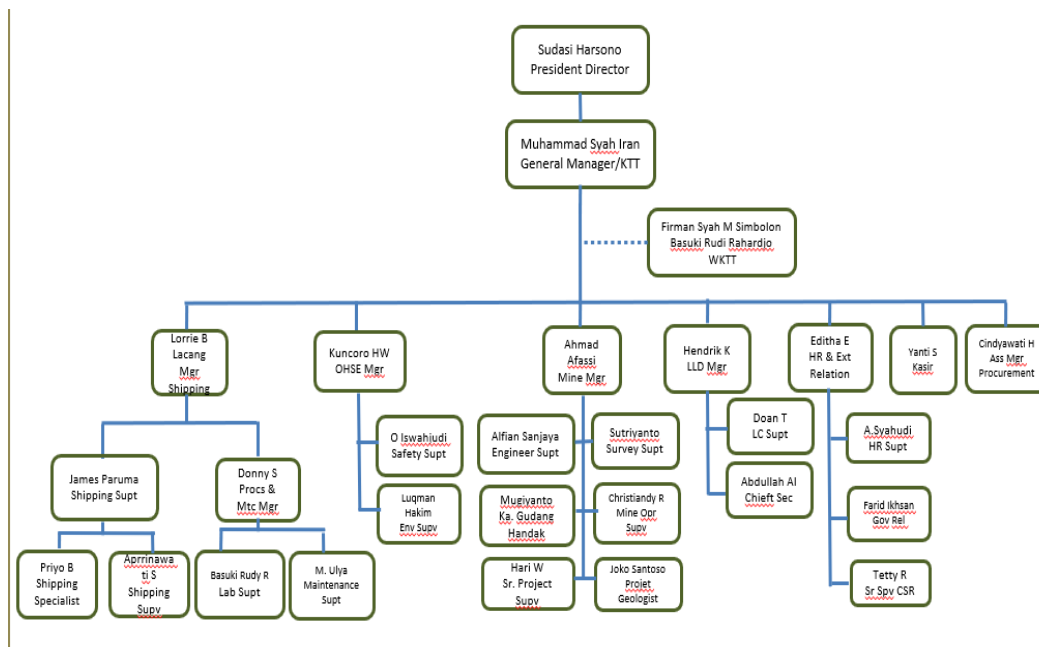 Sudasi Harsono
President Director
Muhammad Syah Iran
General Manager/KTT
Firman Syah M Simbolon
Basuki Rudi Rahardjo
WKTT
Lorrie B
Lacang
Mgr
Shipping
Kuncoro HW
OHSE Mgr
Ahmad
Afassi
Mine Mgr
Hendrik K
LLD Mgr
Editha E
HR & Ext
Relation
Yanti S
Kasir
Cindyawati H
Ass Mgr
Procurement
James Paruma
Shipping Supt
Donny S
Procs &
Mtc Mgr
O Iswahjudi
Safety Supt
Luqman
Hakim
Env Supv
Alfian Sanjaya
Engineer Supt
Sutriyanto
Survey Supt
Mugiyanto
Ka. Gudang
Handak
Christiandy R
Mine Opr
Supv
Hari W
Sr. Project
Supv
Joko Santoso
Projet
Geologist
Doan T
LC Supt
Abdullah Al
Chieft Sec
A.Syahudi
HR Supt
Farid Ikhsan
Gov Rel
Tetty R
Sr Spv CSR
Priyo B
Shipping
Specialist
Aprrinawa
ti S
Shipping
Supv
Basuki Rudy R
Lab Supt
M. Ulya
Maintenance
Supt